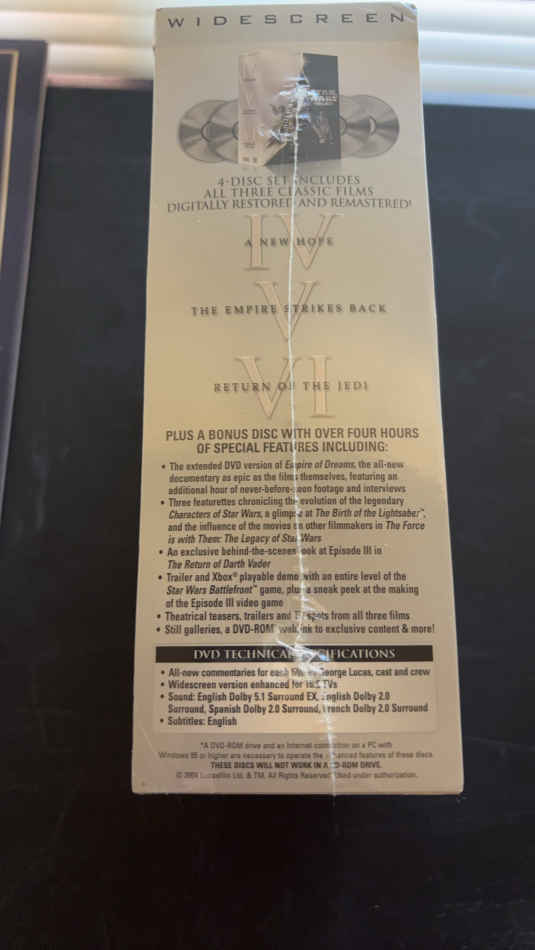 WIDESCREEN
STAR
WARS
4-DISC SET INCLUDES
ALL THREE CLASSIC FILMS
DIGITALLY RESTORED AND REMASTERED!
IV
A NEW HOPE
V
THE EMPIRE STRIKES BACK
VI
RETURN OF THE JEDI
PLUS A BONUS DISC WITH OVER FOUR HOURS
OF SPECIAL FEATURES INCLUDING:
• The extended DVD version of Empire of Dreams, the all-new
documentary as epic as the films themselves, featuring an
additional hour of never-before-seen footage and interviews
• Three featurettes chronicling the evolution of the legendary
Characters of Star Wars, a glimpse at The Birth of the Lightsaber™,
and the influence of the movies on other filmmakers in The Force
is with Them: The Legacy of Star Wars
• An exclusive behind-the-scenes look at Episode III in
The Return of Darth Vader
• Trailer and Xbox® playable demo with an entire level of the
Star Wars Battlefront™ game, plus a sneak peek at the making
of the Episode III video game
• Theatrical teasers, trailers and TV spots from all three films
• Still galleries, a DVD-ROM weblink to exclusive content & more!
DVD TECHNICAL SPECIFICATIONS
• All-new commentaries for each film by George Lucas, cast and crew
• Widescreen version enhanced for 16:9 TVs
• Sound: English Dolby 5.1 Surround EX, English Dolby 2.0
Surround, Spanish Dolby 2.0 Surround, French Dolby 2.0 Surround
• Subtitles: English
*A DVD-ROM drive and an Internet connection on a PC with
Windows 98 or higher are necessary to operate the enhanced features of these discs.
THESE DISCS WILL NOT WORK IN A CD-ROM DRIVE.
© 2004 Lucasfilm Ltd. & TM. All Rights Reserved. Used under authorization.